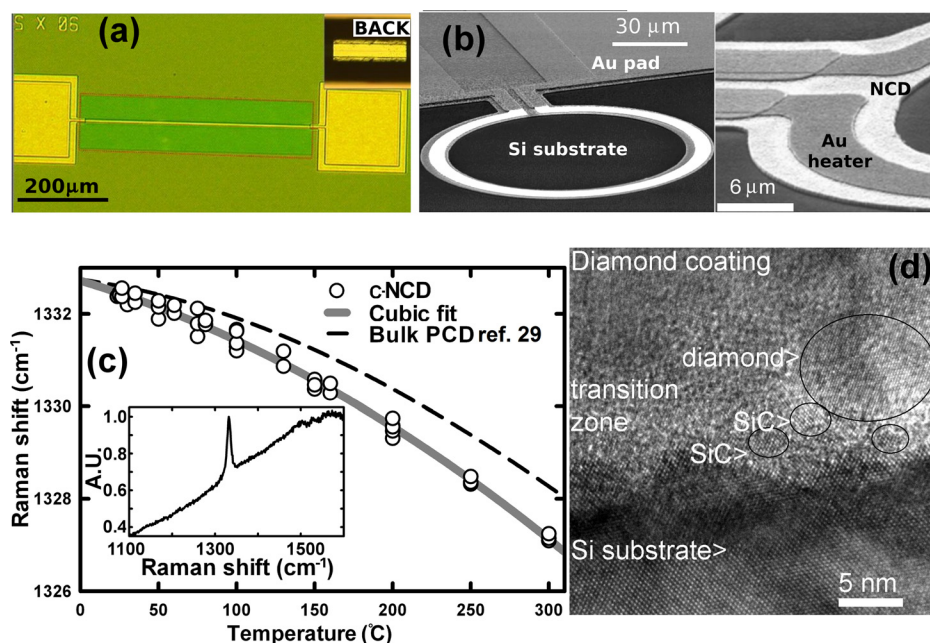 S X 06
(a)
BACK
200μm
(b)
30 μm
Au pad
Si substrate
NCD
Au
heater
6 μm
(c)
Raman shift (cm⁻¹)
1332
1330
1328
1326
c-NCD
Cubic fit
Bulk PCD ref. 29
A.U.
1.0
0.8
0.6
0.4
1100
1300
1500
Raman shift (cm⁻¹)
0
50
100
150
200
250
300
Temperature (℃)
Diamond coating
(d)
diamond>
transition
zone
SiC>
SiC>
Si substrate>
5 nm